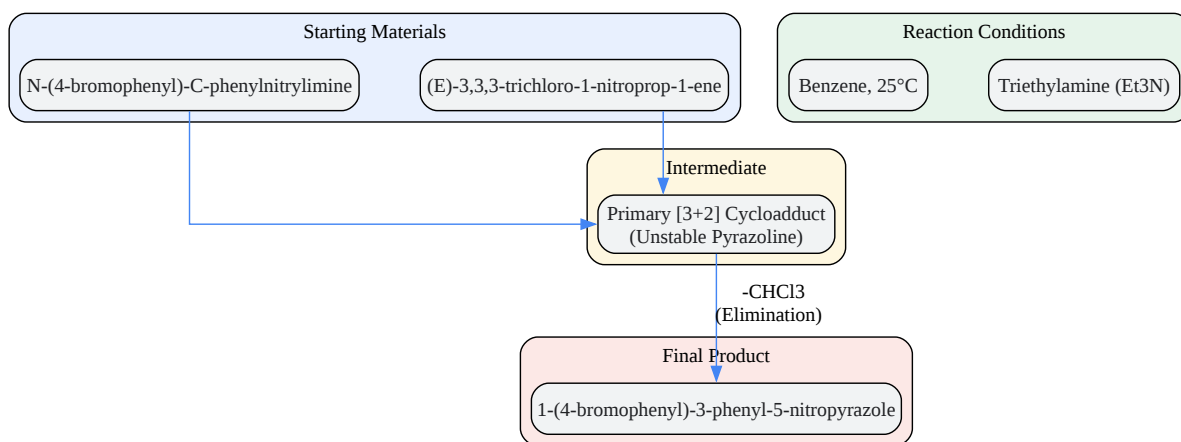 Starting Materials
N-(4-bromophenyl)-C-phenylnitrylimine
(E)-3,3,3-trichloro-1-nitroprop-1-ene
Reaction Conditions
Benzene, 25°C
Triethylamine (Et3N)
Intermediate
Primary [3+2] Cycloadduct
(Unstable Pyrazoline)
-CHCl3
(Elimination)
Final Product
1-(4-bromophenyl)-3-phenyl-5-nitropyrazole